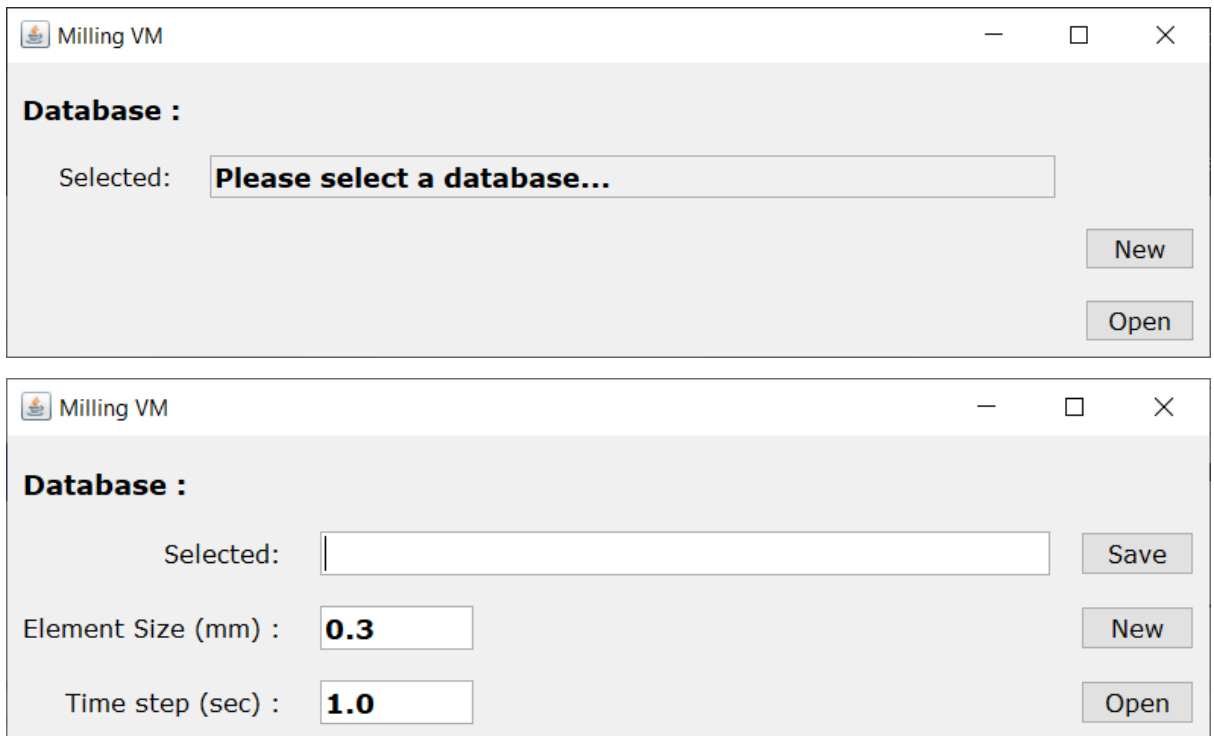 Milling VM
Database :
Selected: Please select a database...
New
Open
Milling VM
Database :
Selected: Save
Element Size (mm) : 0.3 New
Time step (sec) : 1.0 Open